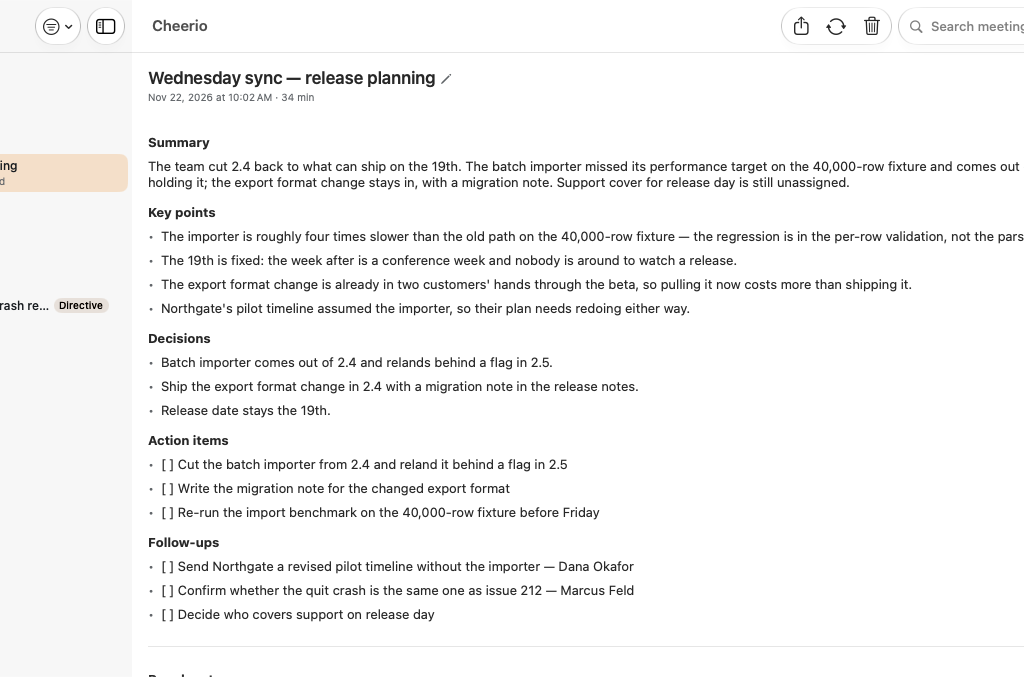 Cheerio
Search meeting
Wednesday sync — release planning
Nov 22, 2026 at 10:02 AM · 34 min
ing
d
rash re... Directive
Summary
The team cut 2.4 back to what can ship on the 19th. The batch importer missed its performance target on the 40,000-row fixture and comes out
holding it; the export format change stays in, with a migration note. Support cover for release day is still unassigned.
Key points
• The importer is roughly four times slower than the old path on the 40,000-row fixture — the regression is in the per-row validation, not the pars
• The 19th is fixed: the week after is a conference week and nobody is around to watch a release.
• The export format change is already in two customers' hands through the beta, so pulling it now costs more than shipping it.
• Northgate's pilot timeline assumed the importer, so their plan needs redoing either way.
Decisions
• Batch importer comes out of 2.4 and relands behind a flag in 2.5.
• Ship the export format change in 2.4 with a migration note in the release notes.
• Release date stays the 19th.
Action items
• [ ] Cut the batch importer from 2.4 and reland it behind a flag in 2.5
• [ ] Write the migration note for the changed export format
• [ ] Re-run the import benchmark on the 40,000-row fixture before Friday
Follow-ups
• [ ] Send Northgate a revised pilot timeline without the importer — Dana Okafor
• [ ] Confirm whether the quit crash is the same one as issue 212 — Marcus Feld
• [ ] Decide who covers support on release day